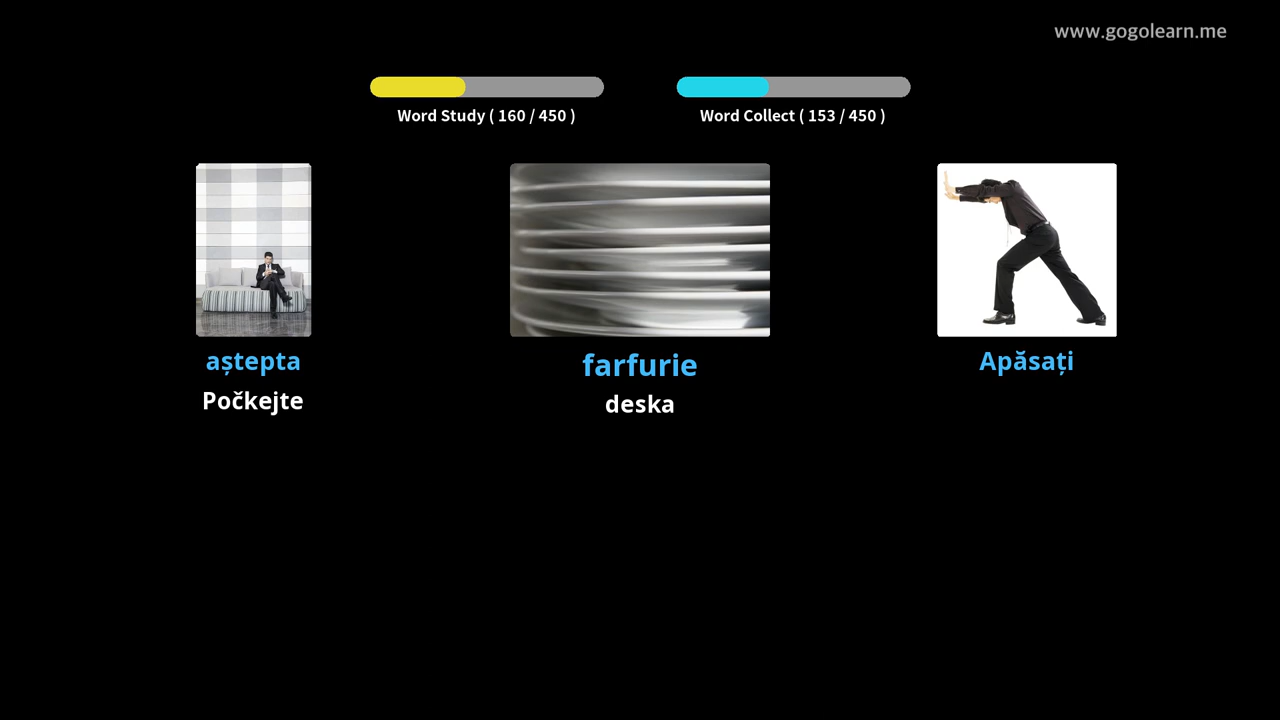 www.gogolearn.me
Word Study ( 160 / 450 )
Word Collect ( 153 / 450 )
aștepta
farfurie
Apăsați
Počkejte
deska